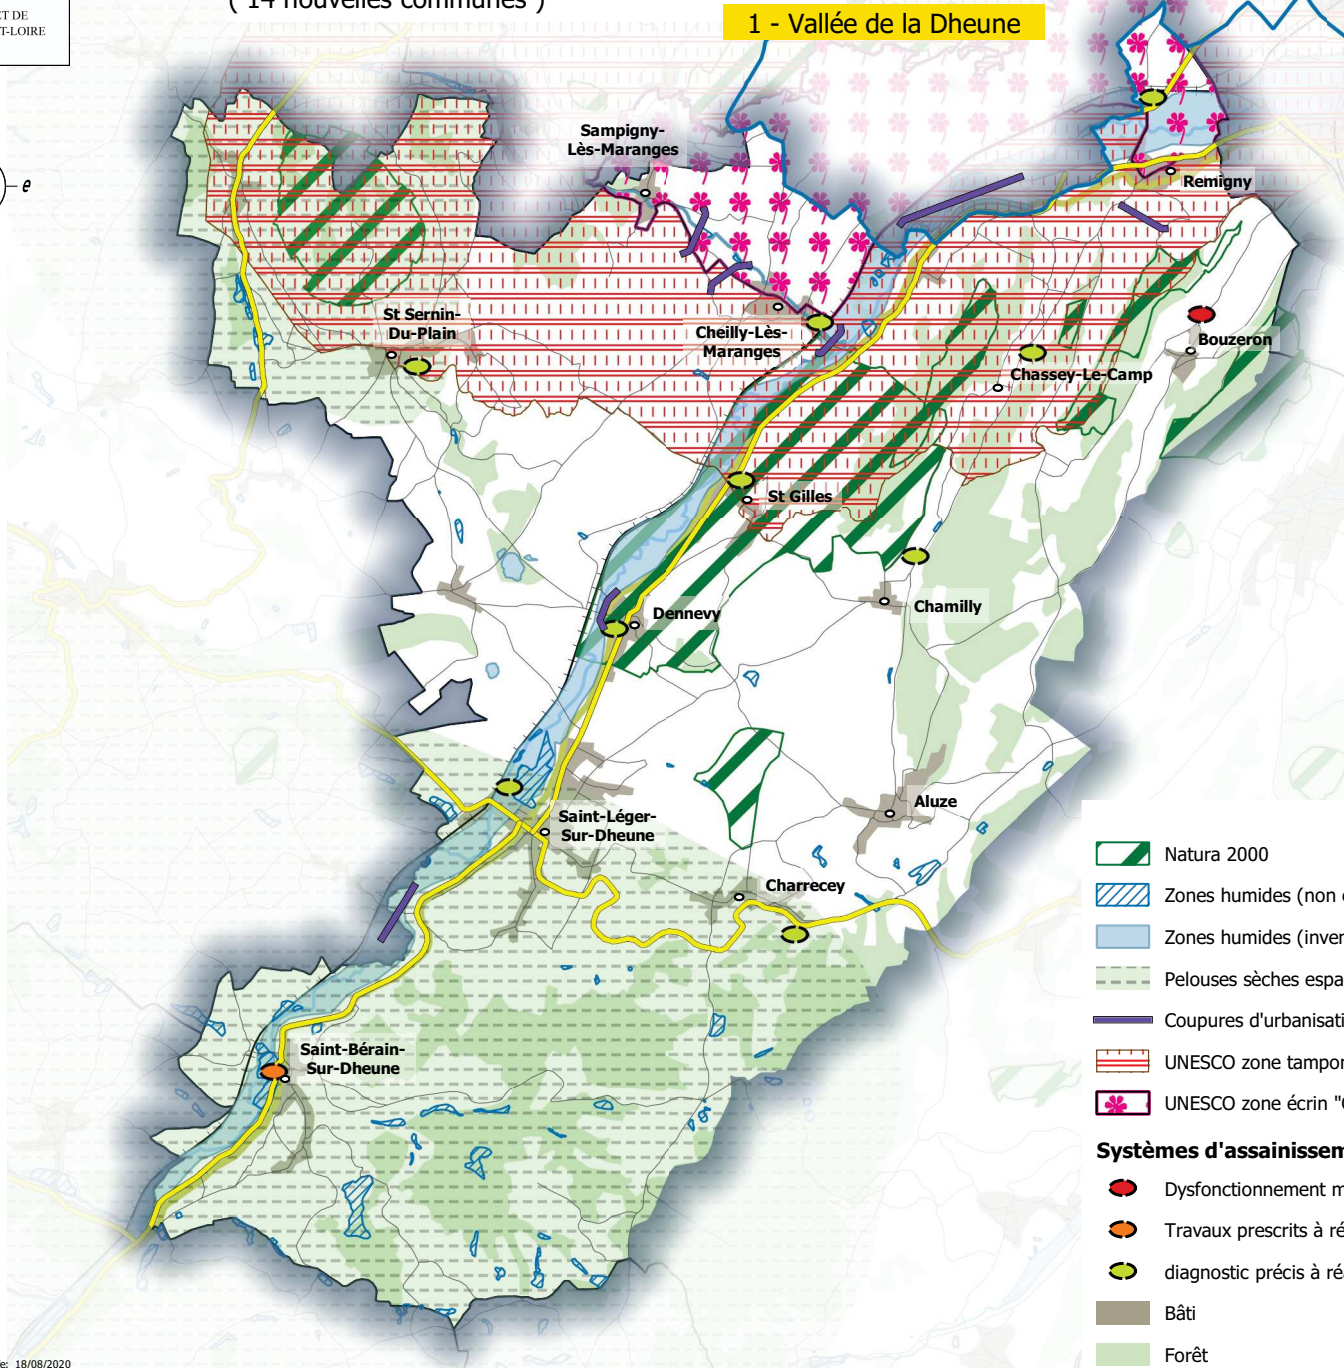 ET DE
T-LOIRE
( 14 nouvelles communes )
1 - Vallée de la Dheune
e
Sampigny-
Lès-Maranges
Remigny
St Sernin-
Du-Plain
Cheilly-Lès-
Maranges
Bouzeron
Chassey-Le-Camp
St Gilles
Chamilly
Dennevy
Aluze
Saint-Léger-
Sur-Dheune
Charrecey
Saint-Bérain-
Sur-Dheune
Natura 2000
Zones humides (non
Zones humides (inver
Pelouses sèches espa
Coupures d'urbanisati
UNESCO zone tampon
UNESCO zone écrin "
Systèmes d'assainissem
Dysfonctionnement m
Travaux prescrits à ré
diagnostic précis à ré
Bâti
Forêt
e: 18/08/2020